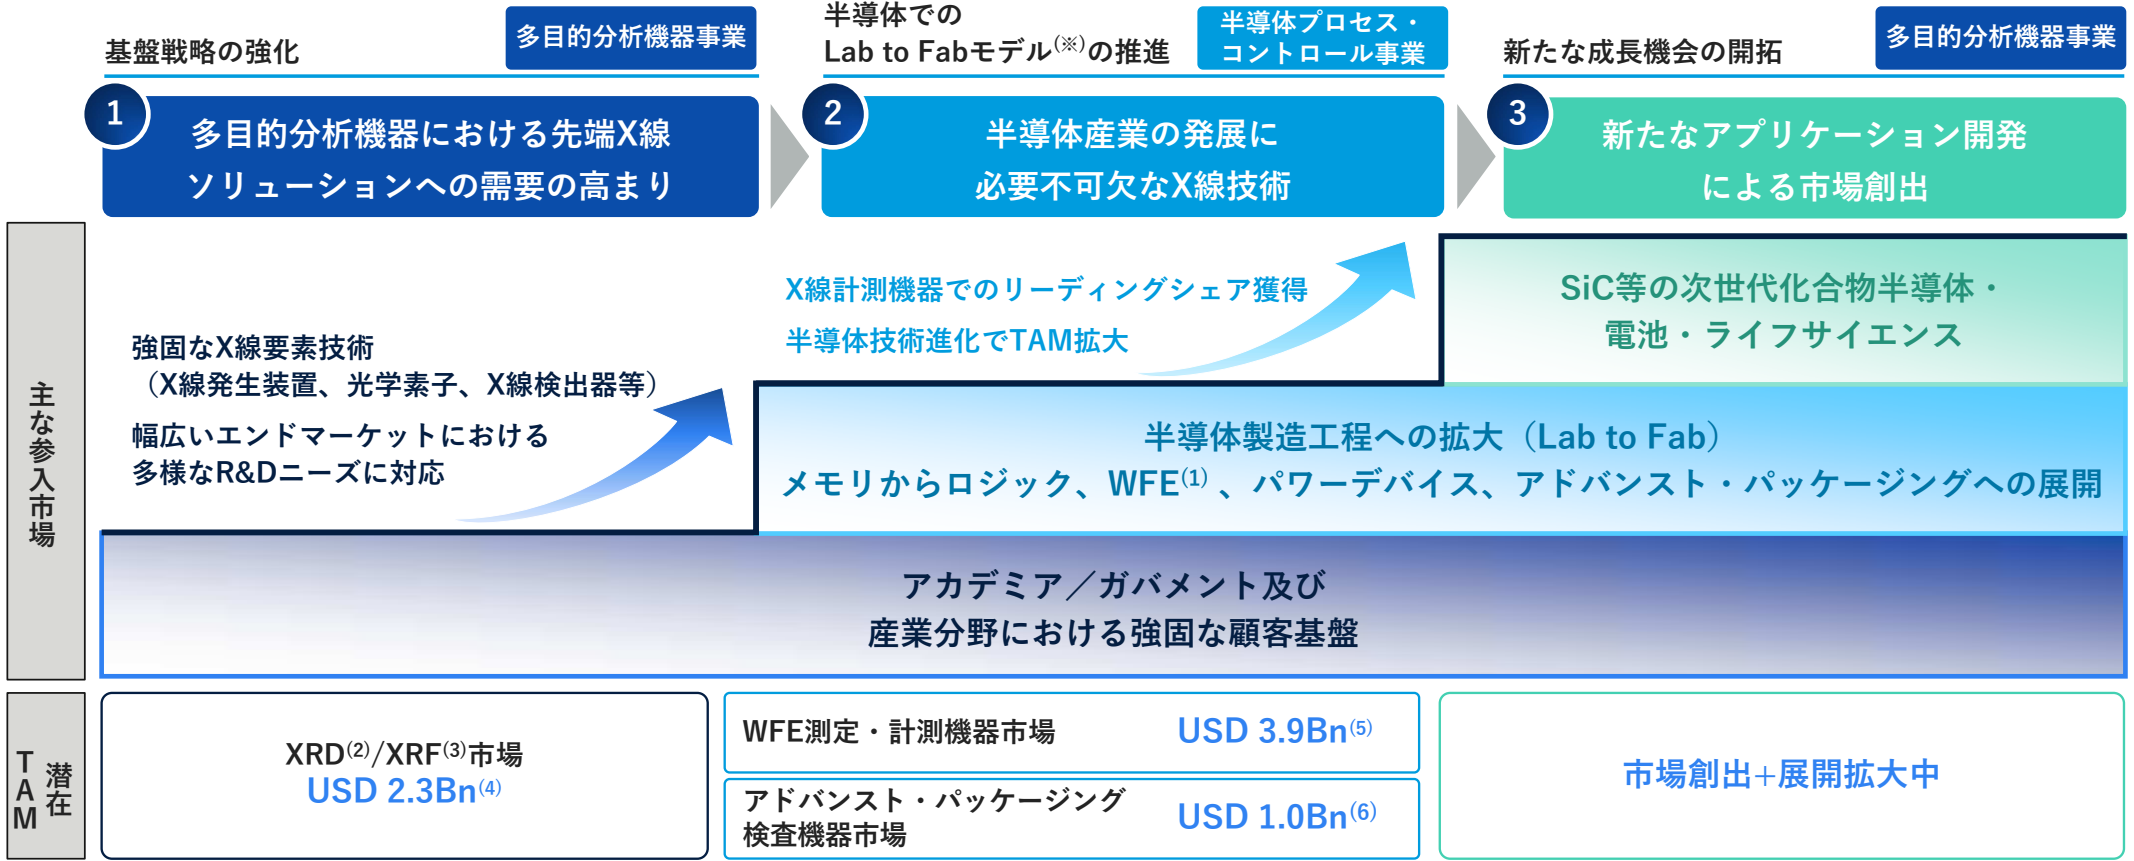 基盤戦略の強化
多目的分析機器事業
1
多目的分析機器における先端X線
ソリューションへの需要の高まり
半導体での
Lab to Fabモデル(※)の推進
半導体プロセス・
コントロール事業
2
半導体産業の発展に
必要不可欠なX線技術
新たな成長機会の開拓
多目的分析機器事業
3
新たなアプリケーション開発
による市場創出
主な参入市場
強固なX線要素技術
（X線発生装置、光学素子、X線検出器等）
幅広いエンドマーケットにおける
多様なR&Dニーズに対応
X線計測機器でのリーディングシェア獲得
半導体技術進化でTAM拡大
SiC等の次世代化合物半導体・
電池・ライフサイエンス
半導体製造工程への拡大（Lab to Fab）
メモリからロジック、WFE(1)、パワーデバイス、アドバンスト・パッケージングへの展開
アカデミア／ガバメント及び
産業分野における強固な顧客基盤
潜在
TAM
XRD(2)/XRF(3)市場
USD 2.3Bn(4)
WFE測定・計測機器市場
USD 3.9Bn(5)
アドバンスト・パッケージング
検査機器市場
USD 1.0Bn(6)
市場創出+展開拡大中